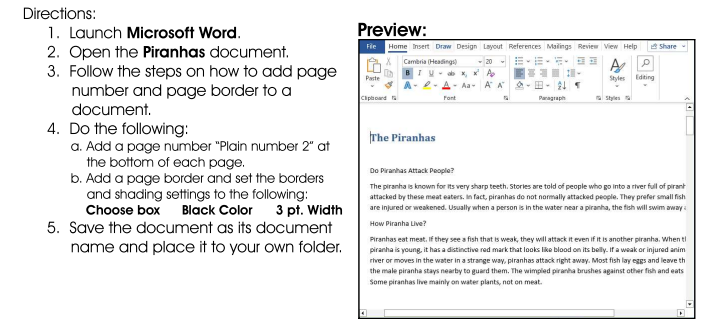 Directions:
1. Launch Microsoft Word.
2. Open the Piranhas document.
3. Follow the steps on how to add page
number and page border to a
document.
4. Do the following:
a. Add a page number "Plain number 2" at
the bottom of each page.
b. Add a page border and set the borders
and shading settings to the following:
Choose box Black Color 3 pt. Width
5. Save the document as its document
name and place it to your own folder.
Preview:
File Home Insert Draw Design Layout References Mailings Review View Help Share
Cambria (Headings) 20
Paste
B I U ab x₂ x² A
A A Aa A A
Styles Editing
Clipboard Font Paragraph Styles
The Piranhas
Do Piranhas Attack People?
The piranha is known for its very sharp teeth. Stories are told of people who go into a river full of piranh
attacked by these meat eaters. In fact, piranhas do not normally attacked people. They prefer small fish
are injured or weakened. Usually when a person is in the water near a piranha, the fish will swim away
How Piranha Live?
Piranhas eat meat. If they see a fish that is weak, they will attack it even if it is another piranha. When t
piranha is young, it has a distinctive red mark that looks like blood on its belly. If a weak or injured anim
river or moves in the water in a strange way, piranhas attack right away. Most fish lay eggs and leave th
the male piranha stays nearby to guard them. The wimpled piranha brushes against other fish and eats
Some piranhas live mainly on water plants, not on meat.